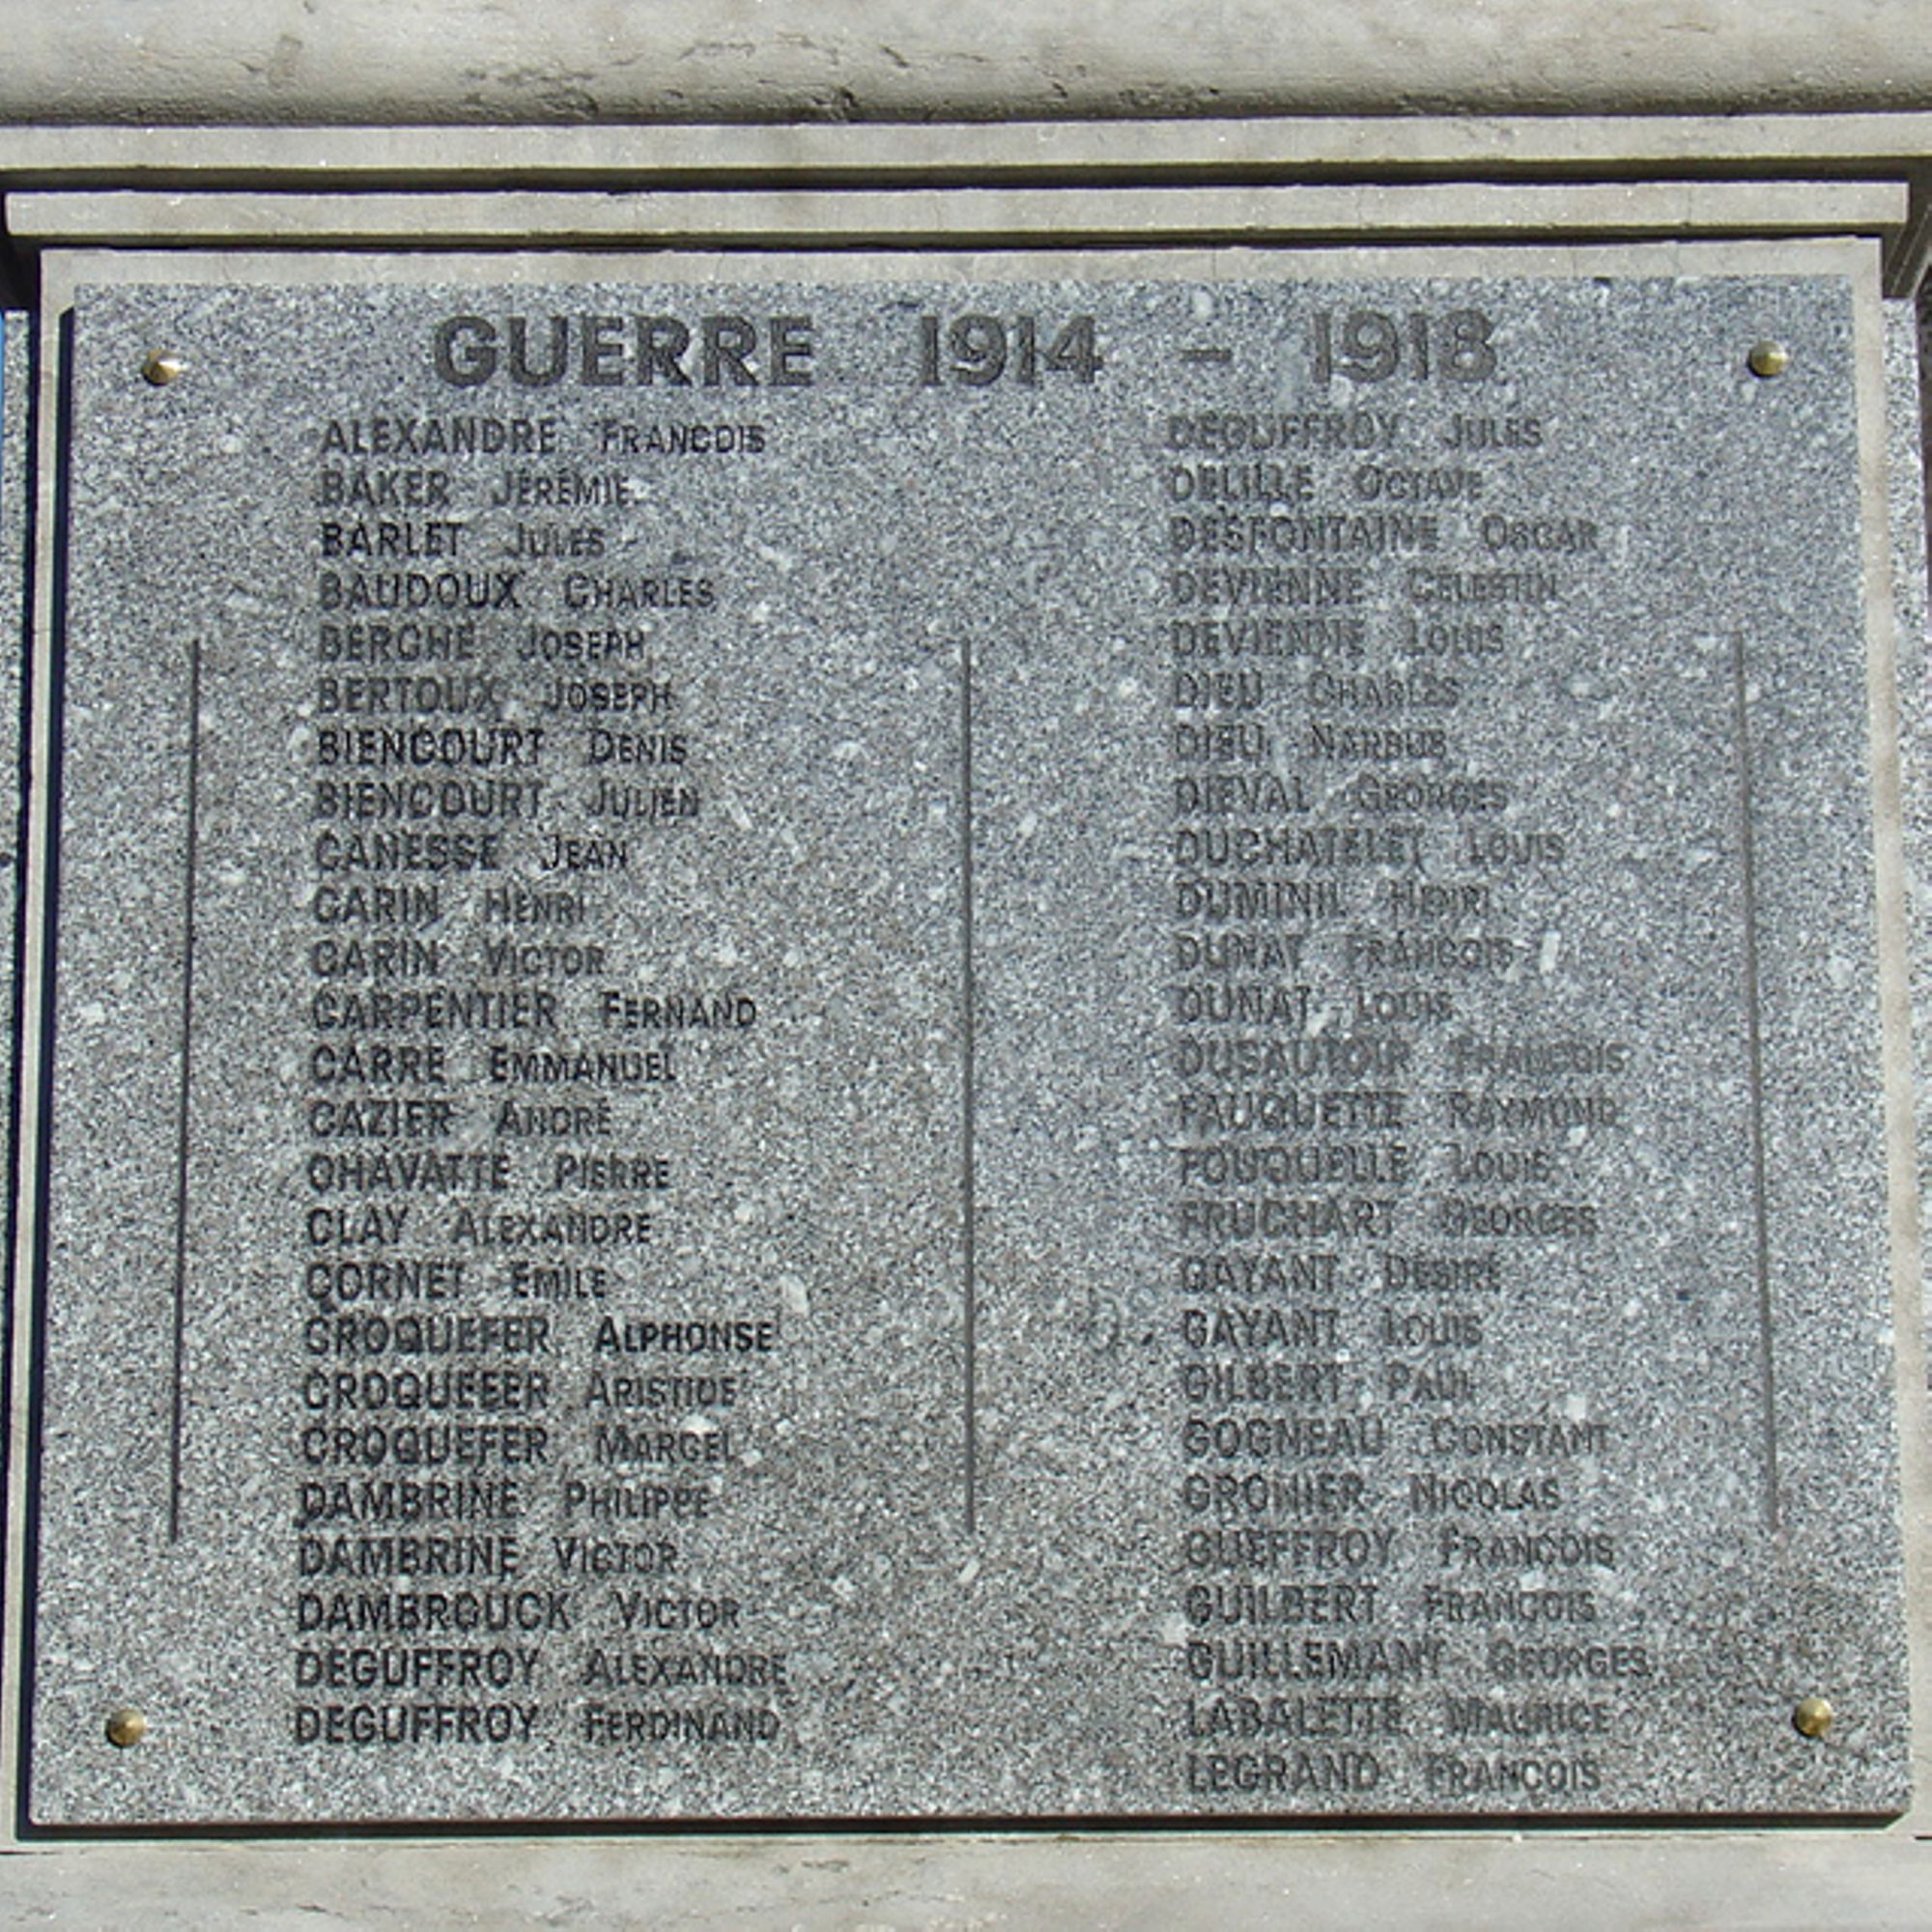 GUERRE 1914 - 1918
ALEXANDRE FRANCOIS
BAKER JÉRÉMIE
BARLET JULES
BAUDOUX CHARLES
BERCHE JOSEPH
BERTOUX JOSEPH
BIENCOURT DENIS
BIENCOURT JULIEN
CANESSE JEAN
CARIN HENRI
CARIN VICTOR
CARPENTIER FERNAND
CARRE EMMANUEL
CAZIER ANDRÉ
CHAVATTE PIERRE
CLAY ALEXANDRE
CORNET EMILE
CROQUEFER ALPHONSE
CROQUEFER ARISTIDE
CROQUEFER MARCEL
DAMBRINE PHILIPPE
DAMBRINE VICTOR
DAMBROUCK VICTOR
DEGUFFROY ALEXANDRE
DEGUFFROY FERDINAND
DEGUFFROY JULES
DELILLE OCTAVE
DESFONTAINE OSCAR
DEVIENNE CELESTIN
DEVIENNE LOUIS
DIEU CHARLES
DIEU
DIEVAL GEORGES
DUCHATELET LOUIS
DUMINIL HENRI
DUNAT FRANCOIS
DUNAT LOUIS
DUSAUTOIR FRANCOIS
FAUQUETTE RAYMOND
FOUQUELLE LOUIS
FRUCHART GEORGES
GAYANT DESIRE
GAYANT LOUIS
GILBERT PAUL
GOGNEAU CONSTANT
GRONIER NICOLAS
GUEFFROY FRANCOIS
GUILBERT FRANCOIS
GUILLEMANT GEORGES
LABALETTE MAURICE
LEGRAND FRANCOIS